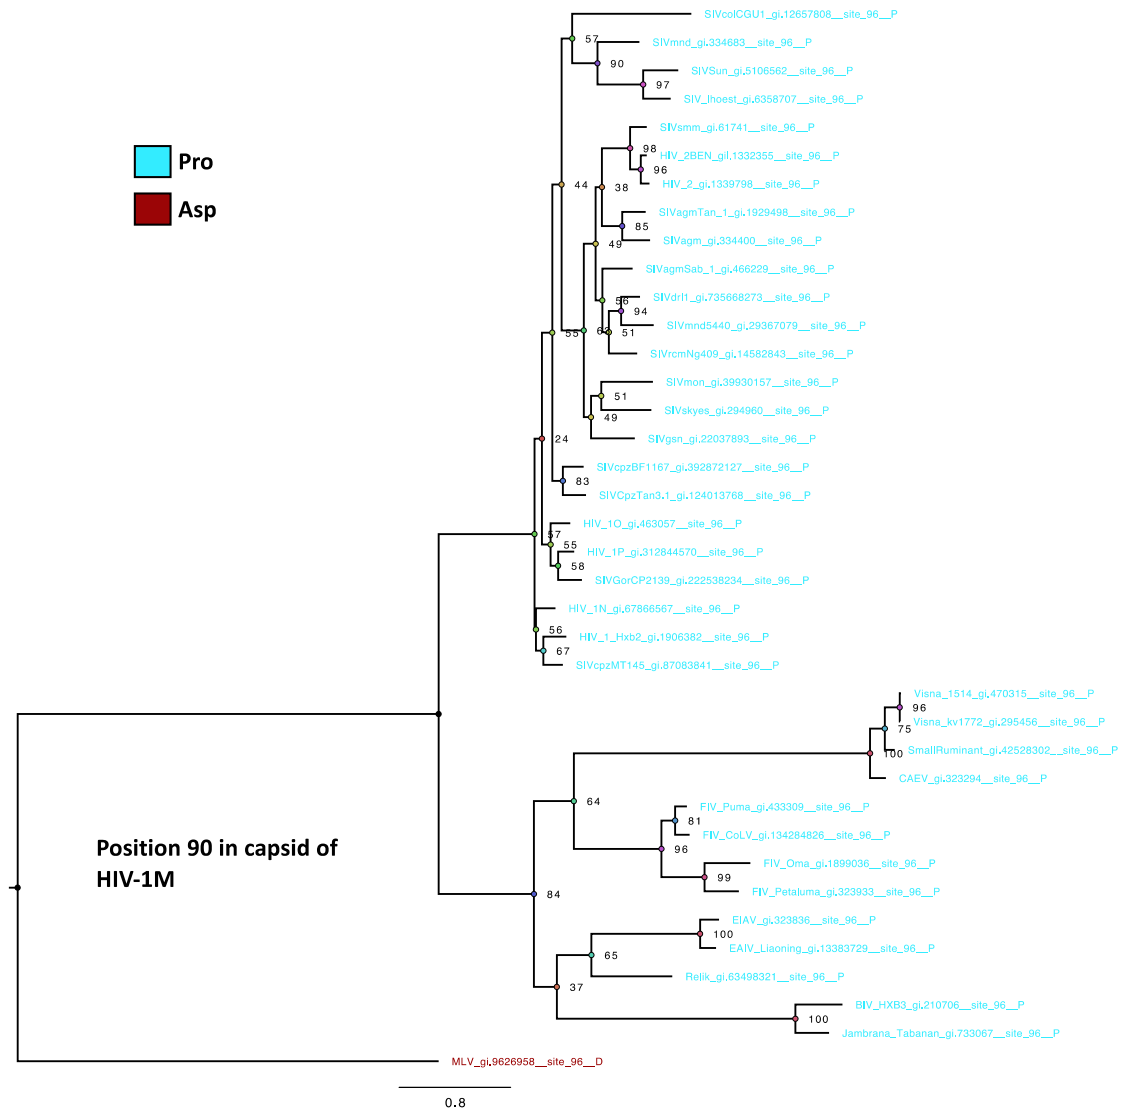 SIVcolCGU1_gi.12657808__site_96__P
57
SIVmnd_gi.334683__site_96__P
90
SIVSun_gi.5106562__site_96__P
97
SIV_lhoest_gi.6358707__site_96__P
Pro
Asp
SIVsmm_gi.61741__site_96__P
98
HIV_2BEN_gil.1332355__site_96__P
96
HIV_2_gi.1339798__site_96__P
44
38
SIVagmTan_1_gi.1929498__site_96__P
85
SIVagm_gi.334400__site_96__P
49
SIVagmSab_1_gi.466229__site_96__P
56
SIVdrl1_gi.735668273__site_96__P
94
SIVmnd5440_gi.29367079__site_96__P
55
62
51
SIVrcmNg409_gi.14582843__site_96__P
SIVmon_gi.39930157__site_96__P
51
SIVskyes_gi.294960__site_96__P
49
SIVgsn_gi.22037893__site_96__P
24
SIVcpzBF1167_gi.392872127__site_96__P
83
SIVCpzTan3.1_gi.124013768__site_96__P
HIV_1O_gi.463057__site_96__P
57
55
HIV_1P_gi.312844570__site_96__P
58
SIVGorCP2139_gi.222538234__site_96__P
HIV_1N_gi.67866567__site_96__P
56
HIV_1_Hxb2_gi.1906382__site_96__P
67
SIVcpzMT145_gi.87083841__site_96__P
Visna_1514_gi.470315__site_96__P
96
Visna_kv1772_gi.295456__site_96__P
75
SmallRuminant_gi.42528302__site_96__P
100
CAEV_gi.323294__site_96__P
64
FIV_Puma_gi.433309__site_96__P
81
FIV_CoLV_gi.134284826__site_96__P
96
FIV_Oma_gi.1899036__site_96__P
99
FIV_Petaluma_gi.323933__site_96__P
Position 90 in capsid of
HIV-1M
84
EIAV_gi.323836__site_96__P
100
EAIV_Liaoning_gi.13383729__site_96__P
65
Relik_gi.63498321__site_96__P
37
BIV_HXB3_gi.210706__site_96__P
100
Jambrana_Tabanan_gi.733067__site_96__P
MLV_gi.9626958__site_96__D
0.8